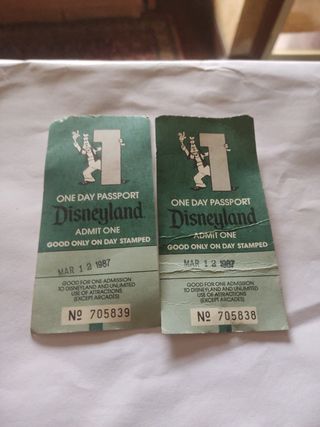 1
ONE DAY PASSPORT
Disneyland
ADMIT ONE
GOOD ONLY ON DAY STAMPED
MAR 12 1987
GOOD FOR ONE ADMISSION
TO DISNEYLAND AND UNLIMITED
USE OF ATTRACTIONS
(EXCEPT ARCADES)
Nº 705839
1
ONE DAY PASSPORT
Disneyland
ADMIT ONE
GOOD ONLY ON DAY STAMPED
MAR 12 1987
GOOD FOR ONE ADMISSION
TO DISNEYLAND AND UNLIMITED
USE OF ATTRACTIONS
(EXCEPT ARCADES)
Nº 705838